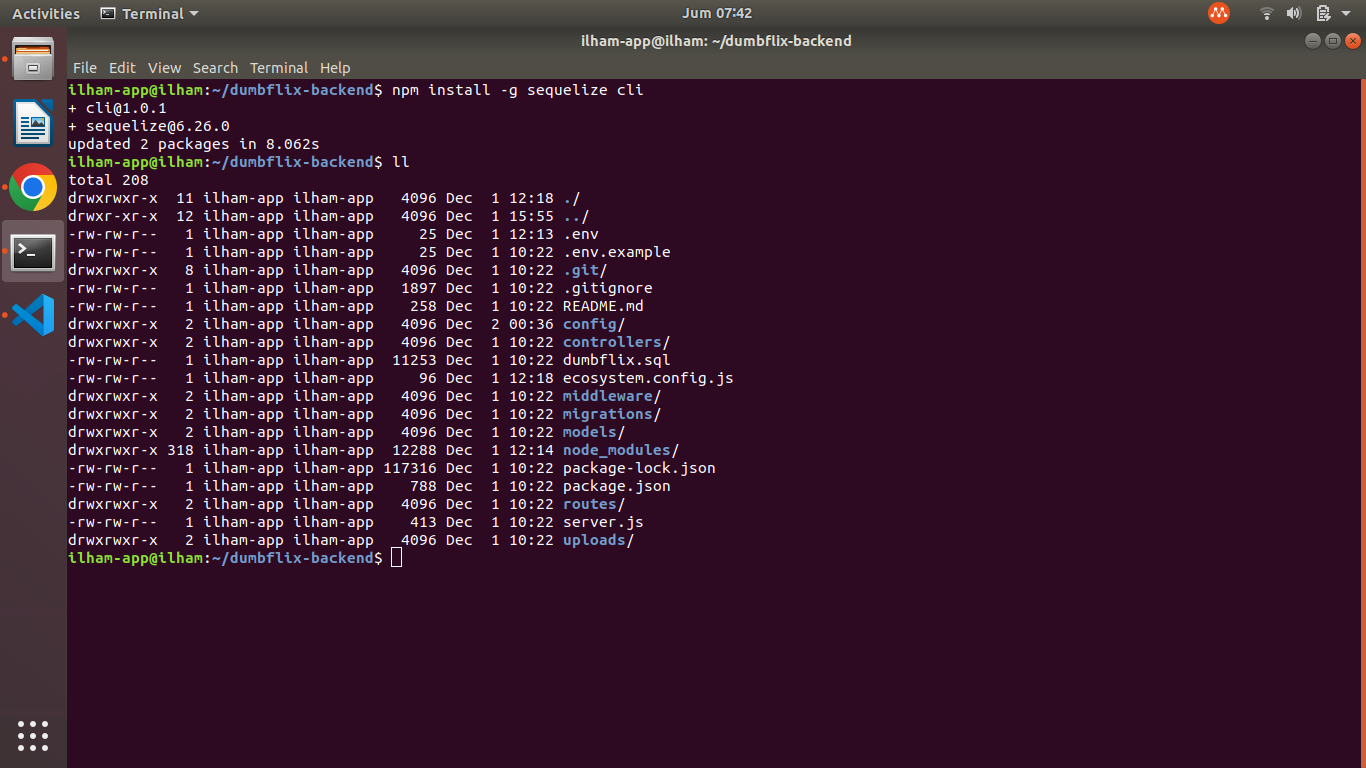 Activities Terminal Jum 07:42
ilham-app@ilham: ~/dumbflix-backend
File Edit View Search Terminal Help
ilham-app@ilham:~/dumbflix-backend$ npm install -g sequelize cli
+ cli@1.0.1
+ sequelize@6.26.0
updated 2 packages in 8.062s
ilham-app@ilham:~/dumbflix-backend$ ll
total 208
drwxrwxr-x  11 ilham-app ilham-app   4096 Dec  1 12:18 ./
drwxr-xr-x  12 ilham-app ilham-app   4096 Dec  1 15:55 ../
-rw-rw-r--   1 ilham-app ilham-app     25 Dec  1 12:13 .env
-rw-rw-r--   1 ilham-app ilham-app     25 Dec  1 10:22 .env.example
drwxrwxr-x   8 ilham-app ilham-app   4096 Dec  1 10:22 .git/
-rw-rw-r--   1 ilham-app ilham-app   1897 Dec  1 10:22 .gitignore
-rw-rw-r--   1 ilham-app ilham-app    258 Dec  1 10:22 README.md
drwxrwxr-x   2 ilham-app ilham-app   4096 Dec  2 00:36 config/
drwxrwxr-x   2 ilham-app ilham-app   4096 Dec  1 10:22 controllers/
-rw-rw-r--   1 ilham-app ilham-app  11253 Dec  1 10:22 dumbflix.sql
-rw-rw-r--   1 ilham-app ilham-app     96 Dec  1 12:18 ecosystem.config.js
drwxrwxr-x   2 ilham-app ilham-app   4096 Dec  1 10:22 middleware/
drwxrwxr-x   2 ilham-app ilham-app   4096 Dec  1 10:22 migrations/
drwxrwxr-x   2 ilham-app ilham-app   4096 Dec  1 10:22 models/
drwxrwxr-x 318 ilham-app ilham-app  12288 Dec  1 12:14 node_modules/
-rw-rw-r--   1 ilham-app ilham-app 117316 Dec  1 10:22 package-lock.json
-rw-rw-r--   1 ilham-app ilham-app    788 Dec  1 10:22 package.json
drwxrwxr-x   2 ilham-app ilham-app   4096 Dec  1 10:22 routes/
-rw-rw-r--   1 ilham-app ilham-app    413 Dec  1 10:22 server.js
drwxrwxr-x   2 ilham-app ilham-app   4096 Dec  1 10:22 uploads/
ilham-app@ilham:~/dumbflix-backend$